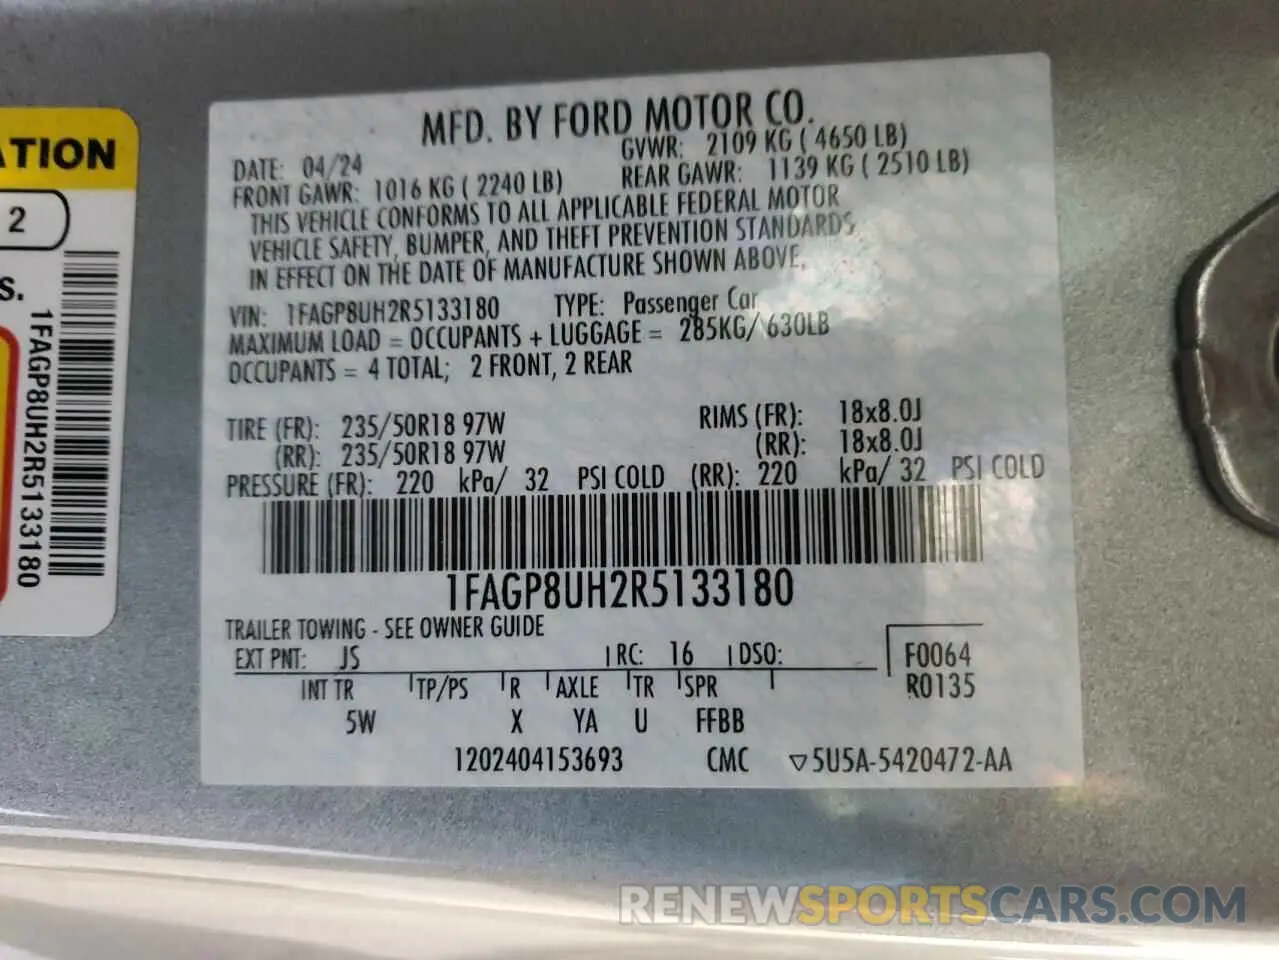 ATION
2
S.
1FAGP8UH2R5133180
MFD. BY FORD MOTOR CO.
DATE: 04/24
GVWR: 2109 KG ( 4650 LB)
FRONT GAWR: 1016 KG ( 2240 LB)
REAR GAWR: 1139 KG ( 2510 LB)
THIS VEHICLE CONFORMS TO ALL APPLICABLE FEDERAL MOTOR
VEHICLE SAFETY, BUMPER, AND THEFT PREVENTION STANDARDS
IN EFFECT ON THE DATE OF MANUFACTURE SHOWN ABOVE.
VIN: 1FAGP8UH2R5133180 TYPE: Passenger Car
MAXIMUM LOAD = OCCUPANTS + LUGGAGE = 285KG/ 630LB
OCCUPANTS = 4 TOTAL; 2 FRONT, 2 REAR
TIRE (FR): 235/50R18 97W RIMS (FR): 18x8.0J
(RR): 235/50R18 97W (RR): 18x8.0J
PRESSURE (FR): 220 kPa/ 32 PSI COLD (RR): 220 kPa/ 32 PSI COLD
1FAGP8UH2R5133180
TRAILER TOWING - SEE OWNER GUIDE
EXT PNT: JS RC: 16 DSO: F0064
INT TR TP/PS R AXLE TR SPR R0135
5W X YA U FFBB
1202404153693 CMC ▽5U5A-5420472-AA
RENEWSPORTSCARS.COM